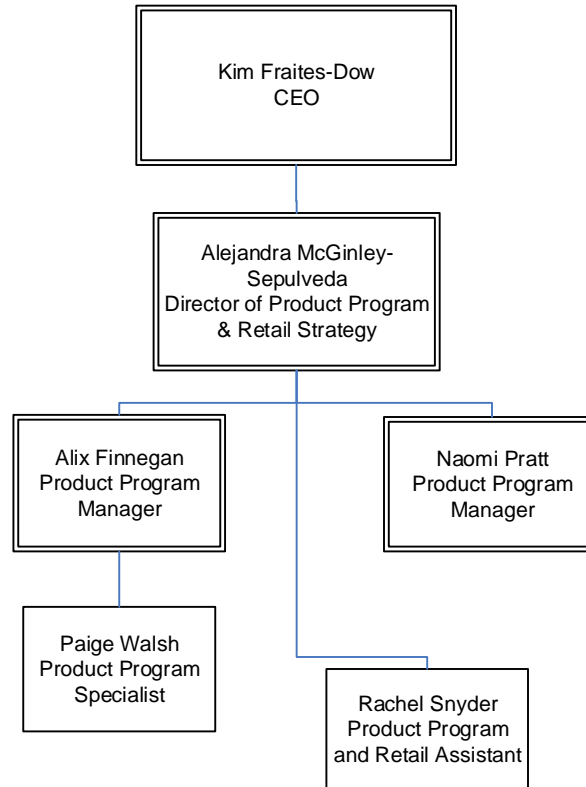 Kim Fraites-Dow
CEO
Alejandra McGinley-
Sepulveda
Director of Product Program
& Retail Strategy
Alix Finnegan
Product Program
Manager
Naomi Pratt
Product Program
Manager
Paige Walsh
Product Program
Specialist
Rachel Snyder
Product Program
and Retail Assistant